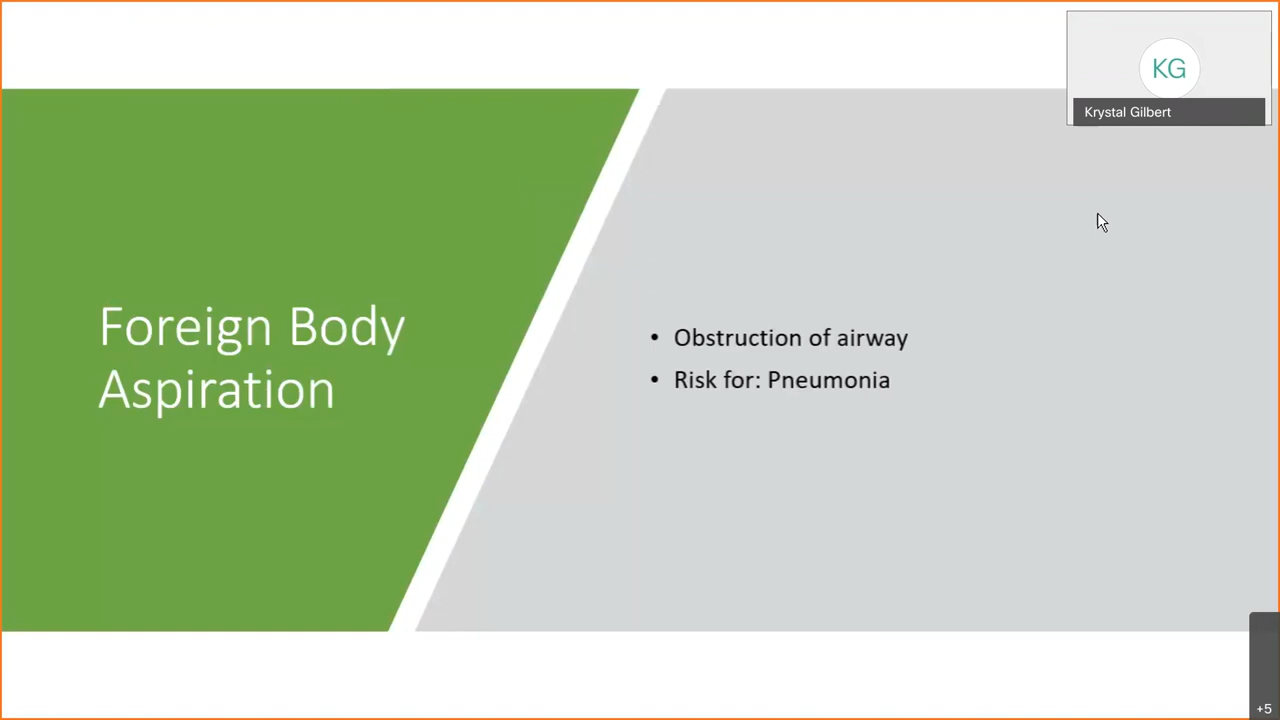 KG
Krystal Gilbert
Foreign Body
Aspiration
• Obstruction of airway
• Risk for: Pneumonia
+5